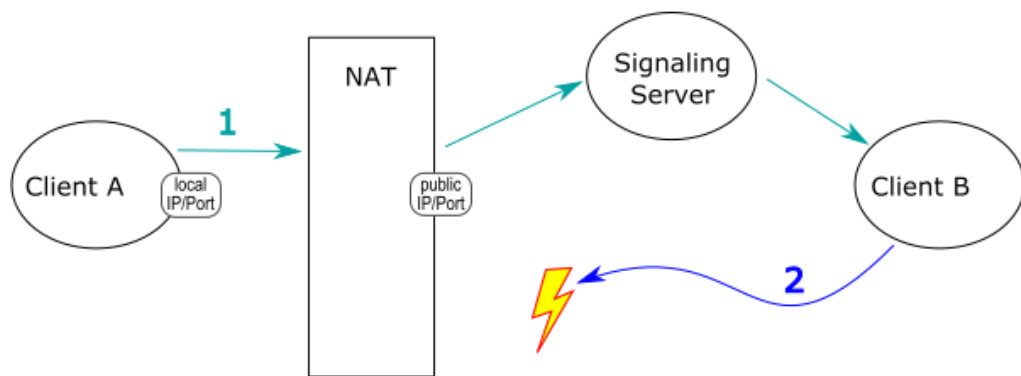 NAT
Signaling
Server
1
Client A
local
IP/Port
public
IP/Port
Client B
2